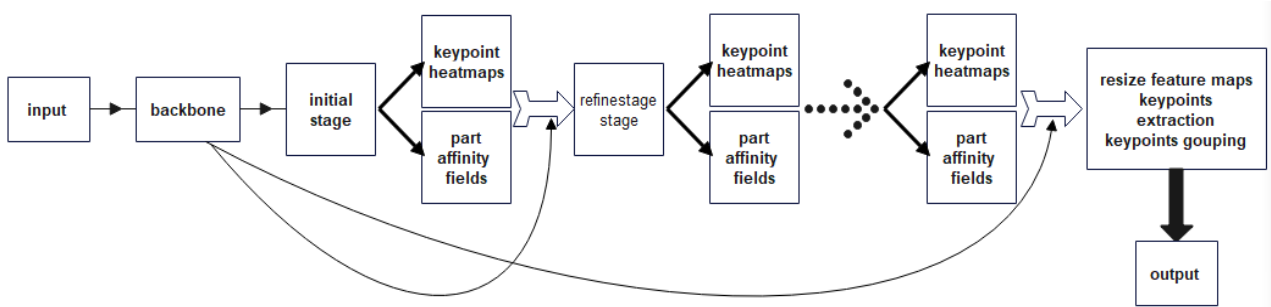 input
backbone
initial
stage
keypoint
heatmaps
part
affinity
fields
refinestage
stage
keypoint
heatmaps
part
affinity
fields
keypoint
heatmaps
part
affinity
fields
resize feature maps
keypoints
extraction
keypoints gouping
output